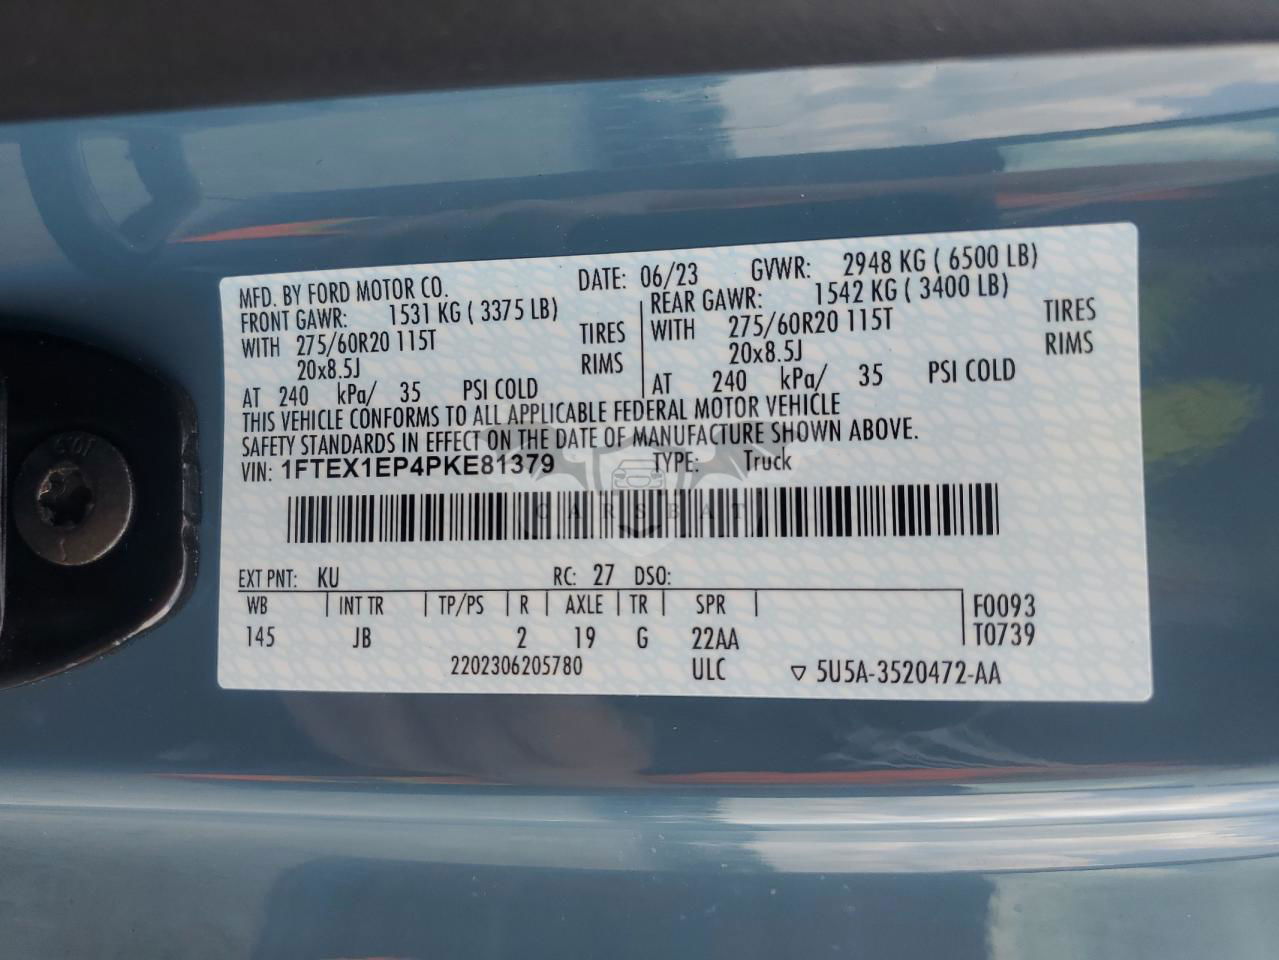 MFD. BY FORD MOTOR CO. DATE: 06/23 GVWR: 2948 KG ( 6500 LB)
FRONT GAWR: 1531 KG ( 3375 LB) REAR GAWR: 1542 KG ( 3400 LB)
WITH 275/60R20 115T TIRES WITH 275/60R20 115T TIRES
20x8.5J RIMS 20x8.5J RIMS
AT 240 kPa/ 35 PSI COLD AT 240 kPa/ 35 PSI COLD
THIS VEHICLE CONFORMS TO ALL APPLICABLE FEDERAL MOTOR VEHICLE
SAFETY STANDARDS IN EFFECT ON THE DATE OF MANUFACTURE SHOWN ABOVE.
VIN: 1FTEX1EP4PKE81379 TYPE: Truck
CARSBAT
EXT PNT: KU RC: 27 DSO:
WB INT TR TP/PS R AXLE TR SPR F0093
145 JB 2 19 G 22AA T0739
2202306205780 ULC ▽ 5U5A-3520472-AA